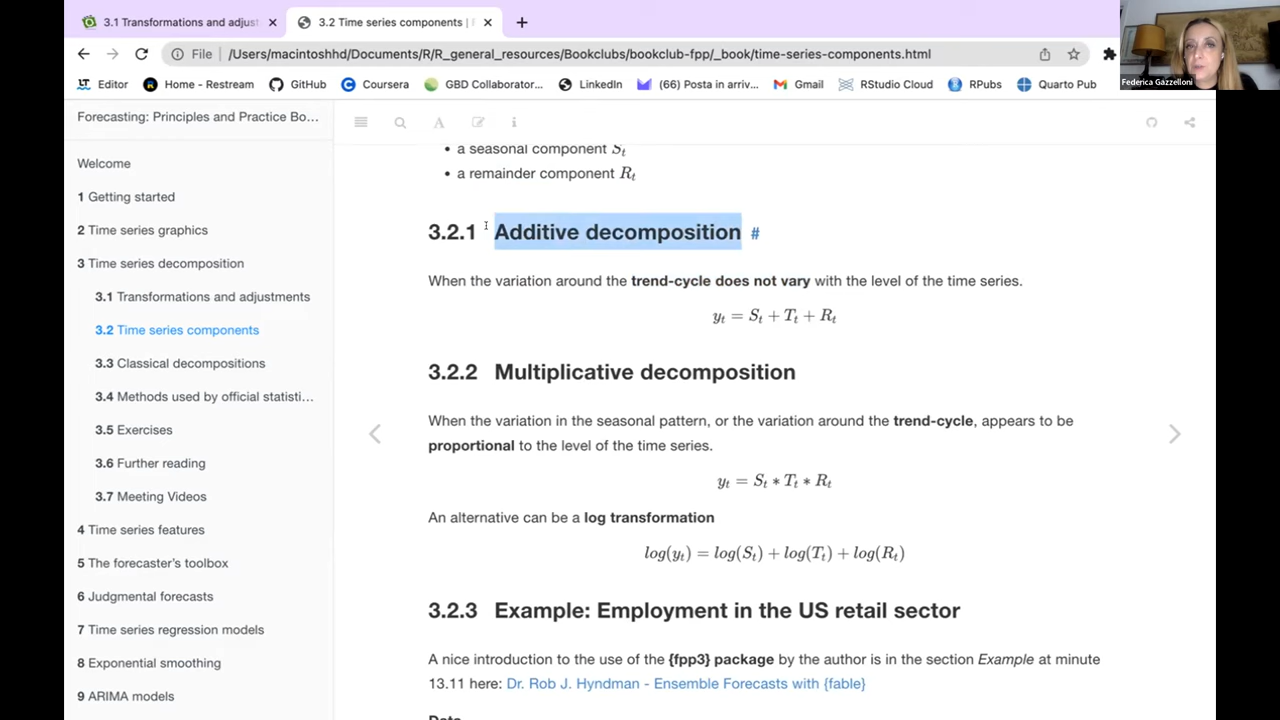 3.1 Transformations and adjust
3.2 Time series components |
File /Users/macintoshhd/Documents/R/R_general_resources/Bookclubs/bookclub-fpp/_book/time-series-components.html
Federica Gazzelloni
Editor Home - Restream GitHub Coursera GBD Collaborator... LinkedIn (66) Posta in arriv... Gmail RStudio Cloud RPubs Quarto Pub
Forecasting: Principles and Practice Bo...
Welcome
1 Getting started
2 Time series graphics
3 Time series decomposition
3.1 Transformations and adjustments
3.2 Time series components
3.3 Classical decompositions
3.4 Methods used by official statisti...
3.5 Exercises
3.6 Further reading
3.7 Meeting Videos
4 Time series features
5 The forecaster's toolbox
6 Judgmental forecasts
7 Time series regression models
8 Exponential smoothing
9 ARIMA models
• a seasonal component S_t
• a remainder component R_t
3.2.1 Additive decomposition #
When the variation around the trend-cycle does not vary with the level of the time series.
y_t = S_t + T_t + R_t
3.2.2 Multiplicative decomposition
When the variation in the seasonal pattern, or the variation around the trend-cycle, appears to be
proportional to the level of the time series.
y_t = S_t * T_t * R_t
An alternative can be a log transformation
log(y_t) = log(S_t) + log(T_t) + log(R_t)
3.2.3 Example: Employment in the US retail sector
A nice introduction to the use of the {fpp3} package by the author is in the section Example at minute
13.11 here: Dr. Rob J. Hyndman - Ensemble Forecasts with {fable}